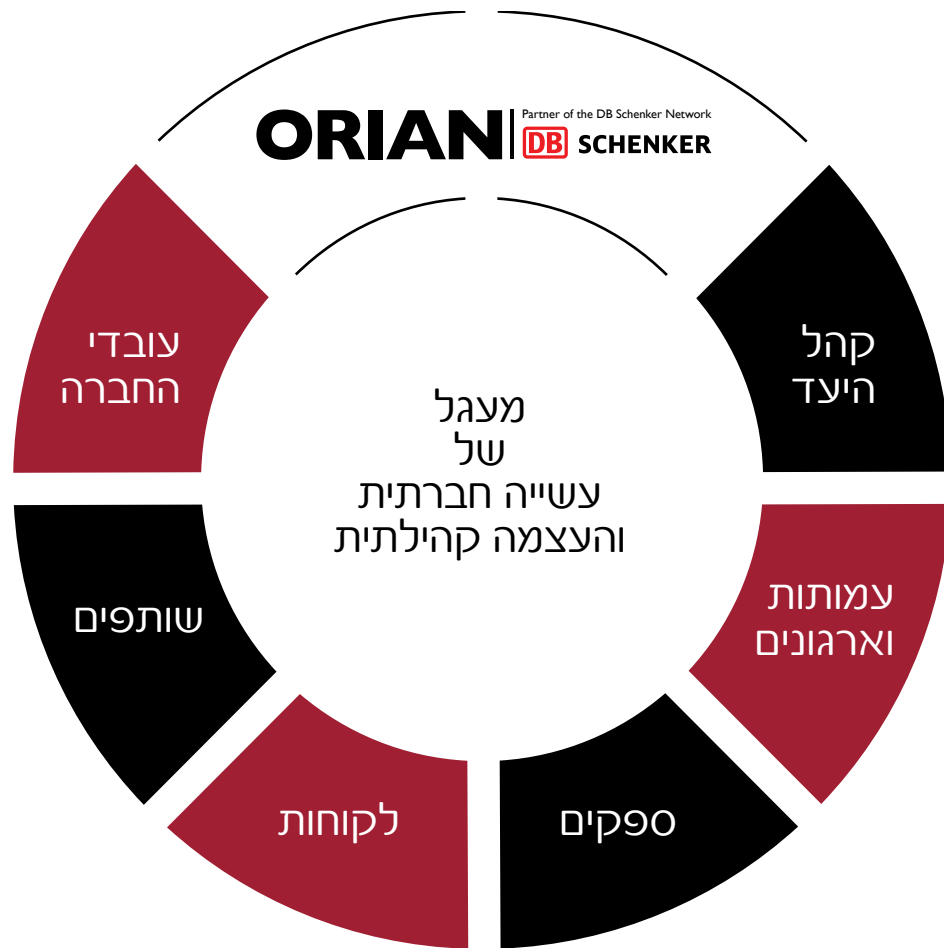 ORIAN
Partner of the DB Schenker Network
DB SCHENKER
קהל
היעד
עמותות
וארגונים
ספקים
לקוחות
שותפים
עובדי
החברה
מעגל
של
עשייה חברתית
והעצמה קהילתית